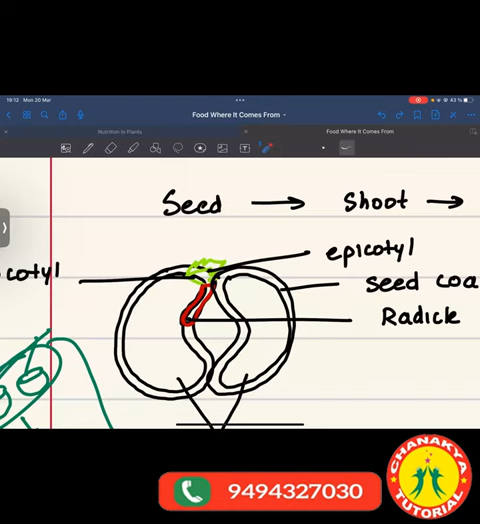 19:12 Mon 20 Mar
43 %
Food Where It Comes From
Nutrition in Plants
Food Where It Comes From
Seed → Shoot →
epicotyl
cotyl
seed coa
Radicle
9494327030
CHANAKYA
TUTORIAL